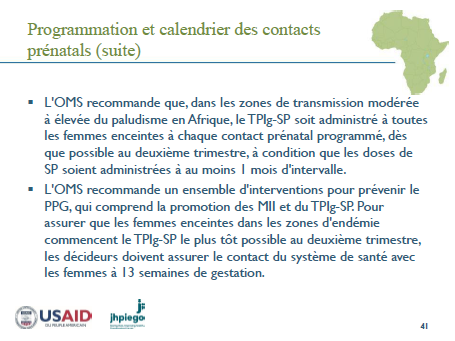 Programmation et calendrier des contacts
prénatals (suite)
▪ L'OMS recommande que, dans les zones de transmission modérée
à élevée du paludisme en Afrique, le TPIg-SP soit administré à toutes
les femmes enceintes à chaque contact prénatal programmé, dès
que possible au deuxième trimestre, à condition que les doses de
SP soient administrées à au moins 1 mois d'intervalle.
▪ L'OMS recommande un ensemble d'interventions pour prévenir le
PPG, qui comprend la promotion des MII et du TPIg-SP. Pour
assurer que les femmes enceintes dans les zones d'endémie
commencent le TPIg-SP le plus tôt possible au deuxième trimestre,
les décideurs doivent assurer le contact du système de santé avec
les femmes à 13 semaines de gestation.
USAID
jhpiego
41